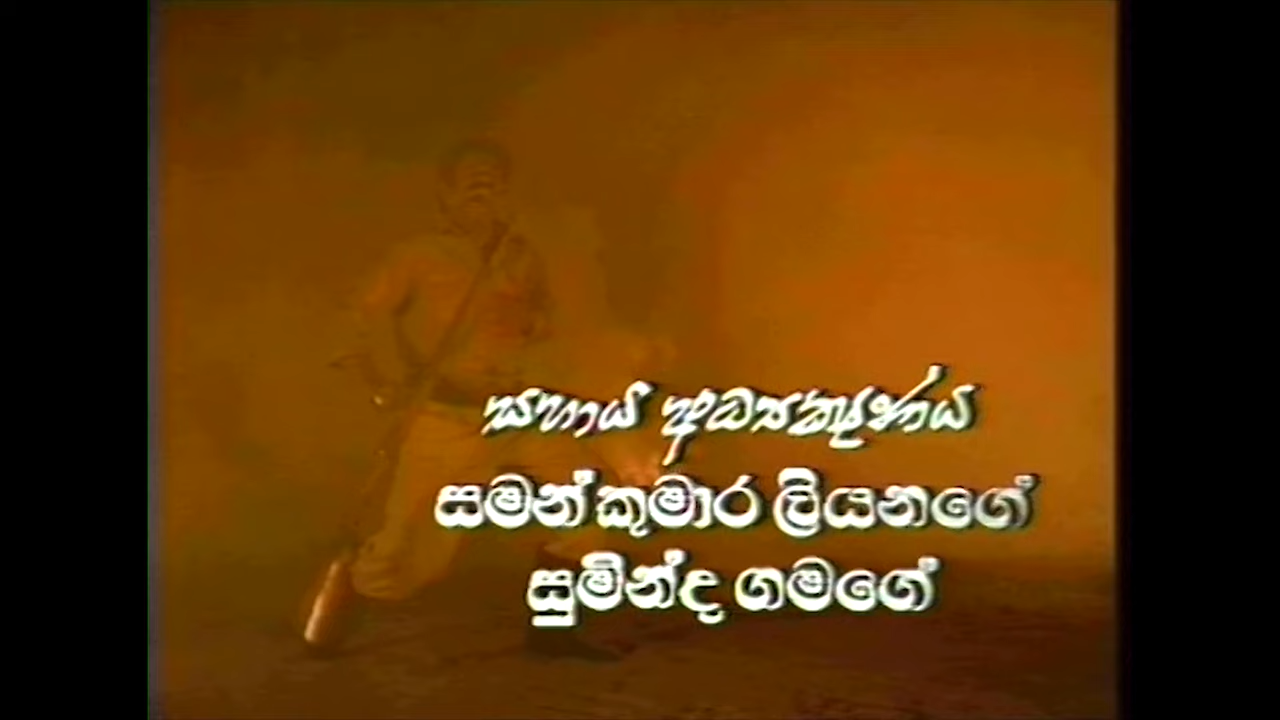 සහාය අධ්‍යක්ෂණය
සමන් කුමාර ලියනගේ
සුමින්ද ගමගේ